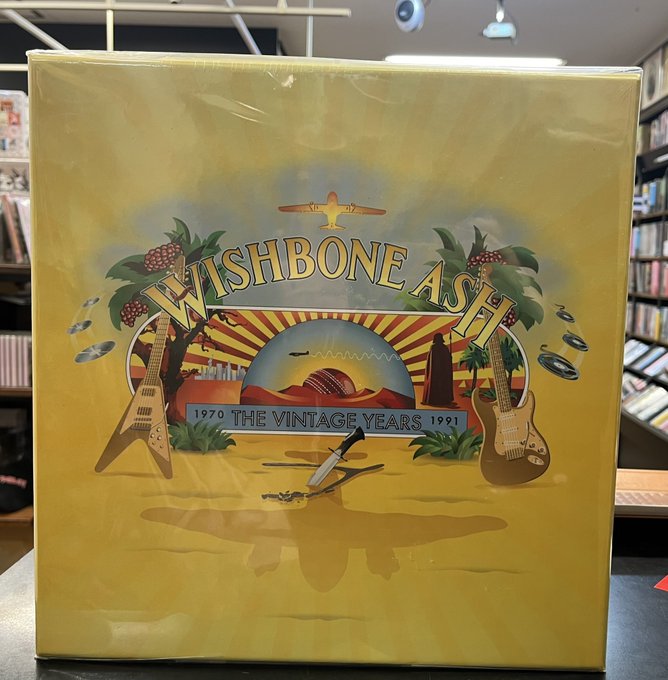 WISHBONE ASH
1970 THE VINTAGE YEARS 1991